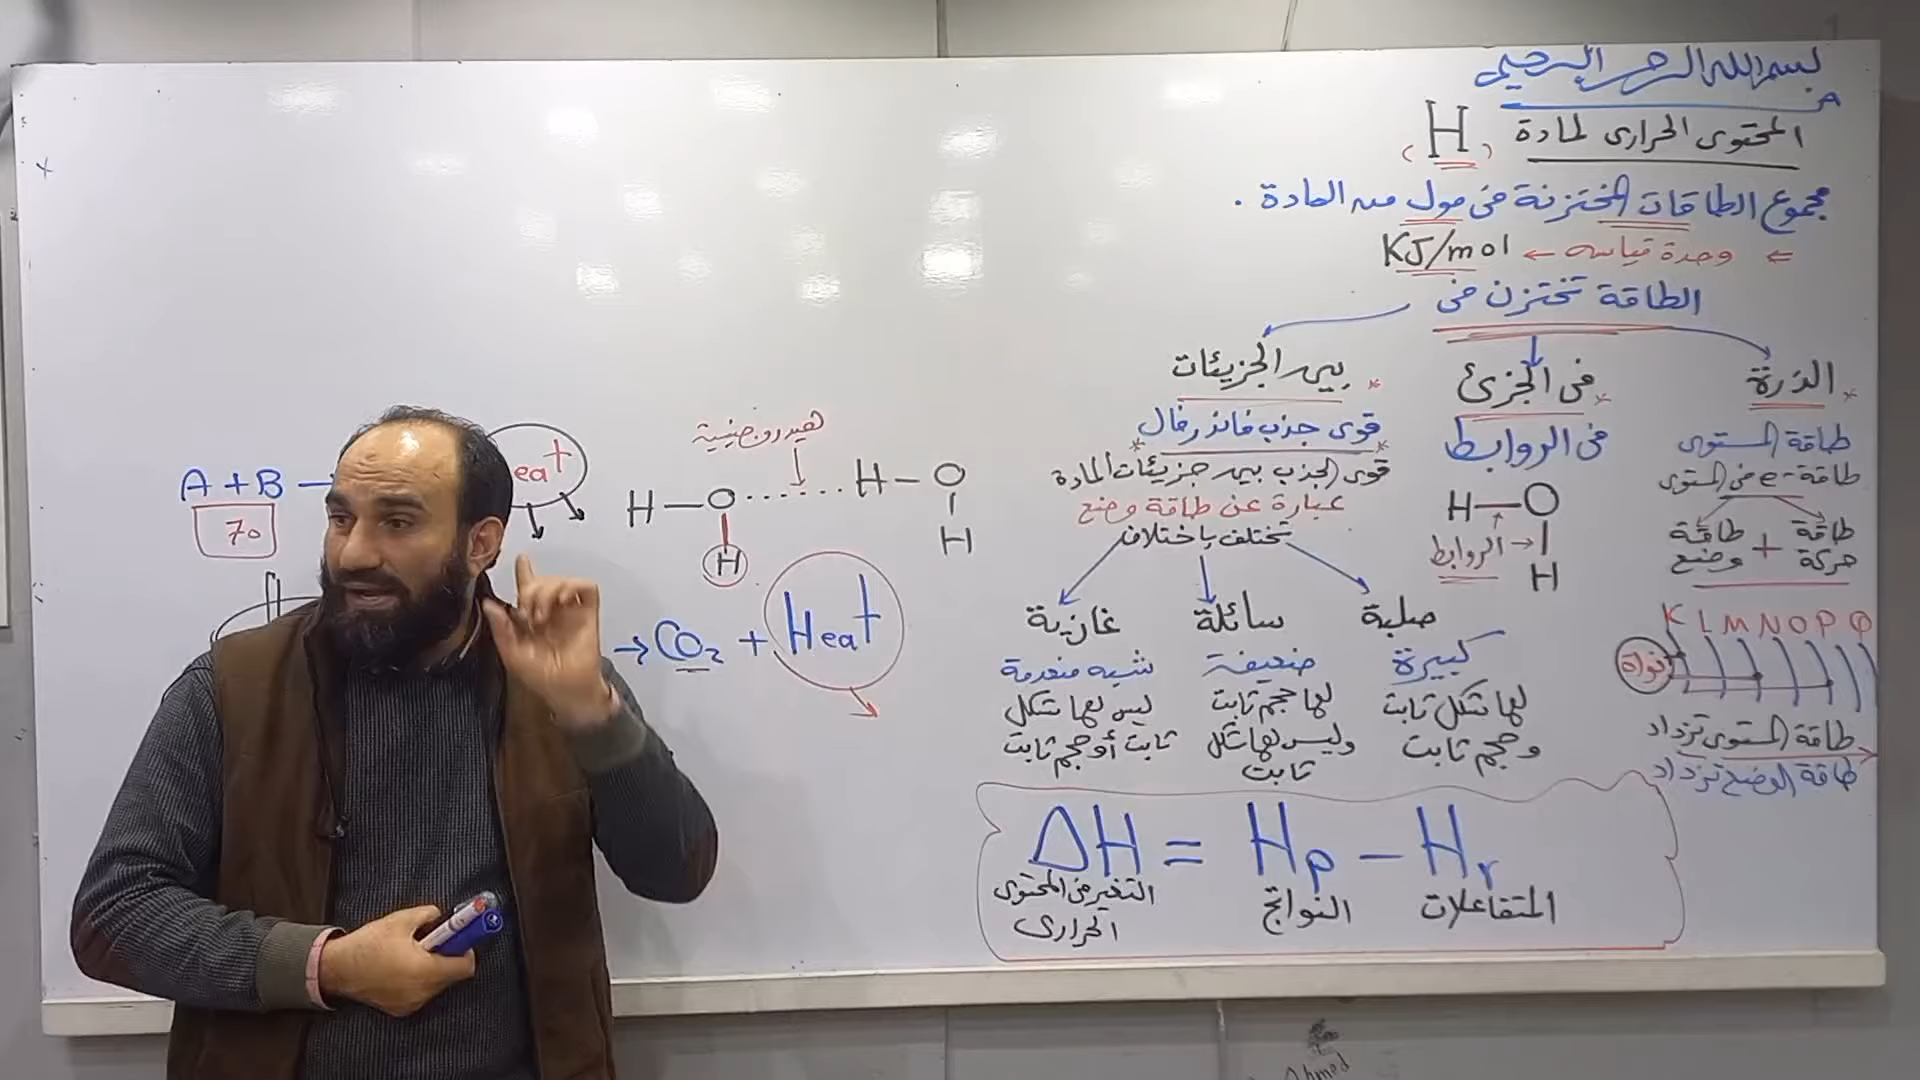 بسم الله الرحمن الرحيم
المحتوى الحرارى لمادة (H)
مجموع الطاقات المختزنة فى مول من المادة .
⇐ وحدة قياسه ← KJ/mol
الطاقة تختزن فى
* الذرة
طاقة المستوى
طاقة e- فى المستوى
طاقة حركة + طاقة وضع
K L M N O P Q
نواة
طاقة المستوى تزداد
طاقة الوضع تزداد
* فى الجزئ
فى الروابط
H—O
الروابط →
H
* بين الجزيئات
* قوى جذب فاندرفال *
قوى الجذب بين جزيئات المادة
عبارة عن طاقة وضع
تختلف باختلاف
صلبة
كبيرة
لها شكل ثابت
وحجم ثابت
سائلة
ضعيفة
لها حجم ثابت
وليس لها شكل
ثابت
غازية
شبه منعدمة
ليس لها شكل
ثابت أو حجم ثابت
ΔH = Hp − Hr
التغير فى المحتوى الحرارى
النواتج
المتفاعلات
هيدروجينية
H—O......H—O
H
H
A + B →
70
eat
→ CO₂ + Heat
Ahmed